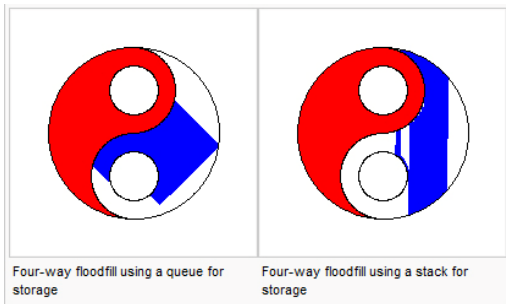 Four-way floodfill using a queue for
storage
Four-way floodfill using a stack for
storage